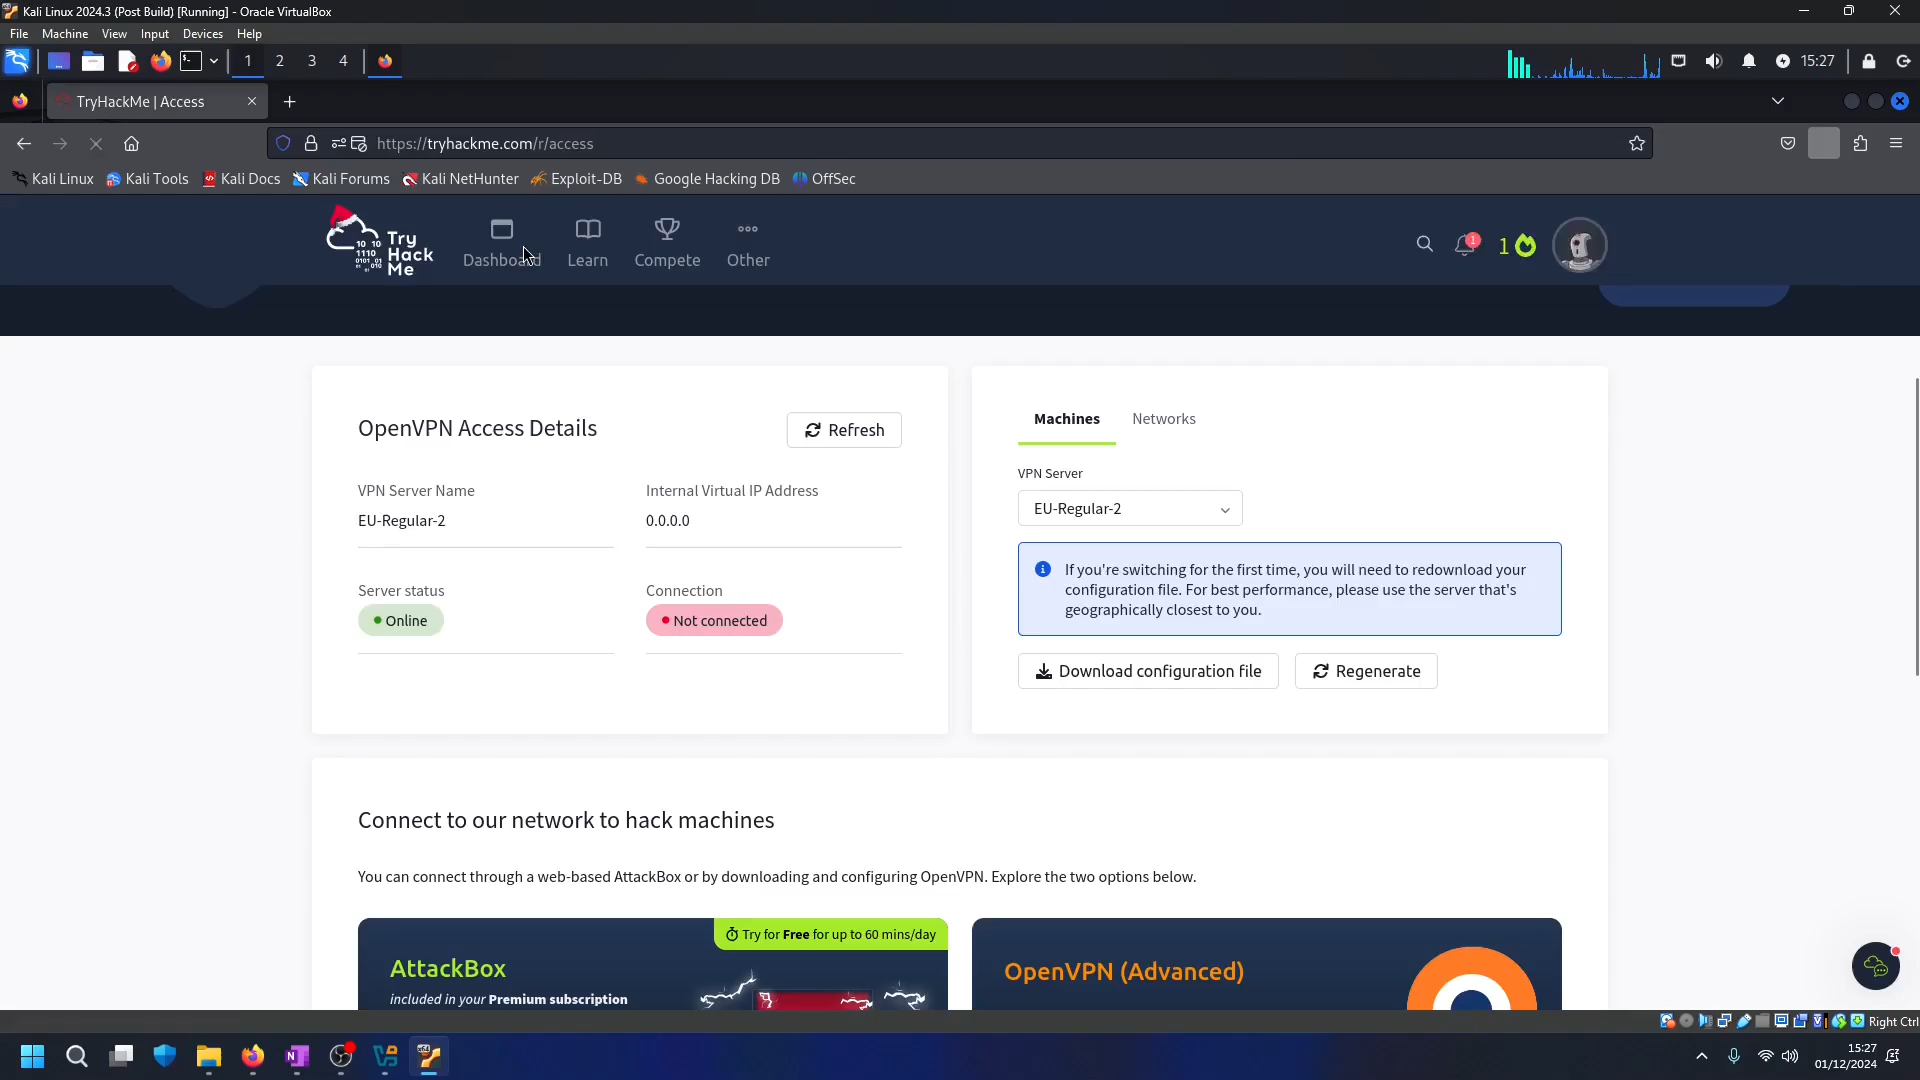 Kali Linux 2024.3 (Post Build) [Running] - Oracle VirtualBox
File Machine View Input Devices Help
1 2 3 4
15:27
TryHackMe | Access
https://tryhackme.com/r/access
Kali Linux Kali Tools Kali Docs Kali Forums Kali NetHunter Exploit-DB Google Hacking DB OffSec
Try Hack Me
Dashboard Learn Compete Other
1
1
OpenVPN Access Details
Refresh
VPN Server Name
EU-Regular-2
Internal Virtual IP Address
0.0.0.0
Server status
Online
Connection
Not connected
Machines Networks
VPN Server
EU-Regular-2
If you're switching for the first time, you will need to redownload your
configuration file. For best performance, please use the server that's
geographically closest to you.
Download configuration file Regenerate
Connect to our network to hack machines
You can connect through a web-based AttackBox or by downloading and configuring OpenVPN. Explore the two options below.
Try for Free for up to 60 mins/day
AttackBox
included in your Premium subscription
OpenVPN (Advanced)
Right Ctrl
15:27
01/12/2024